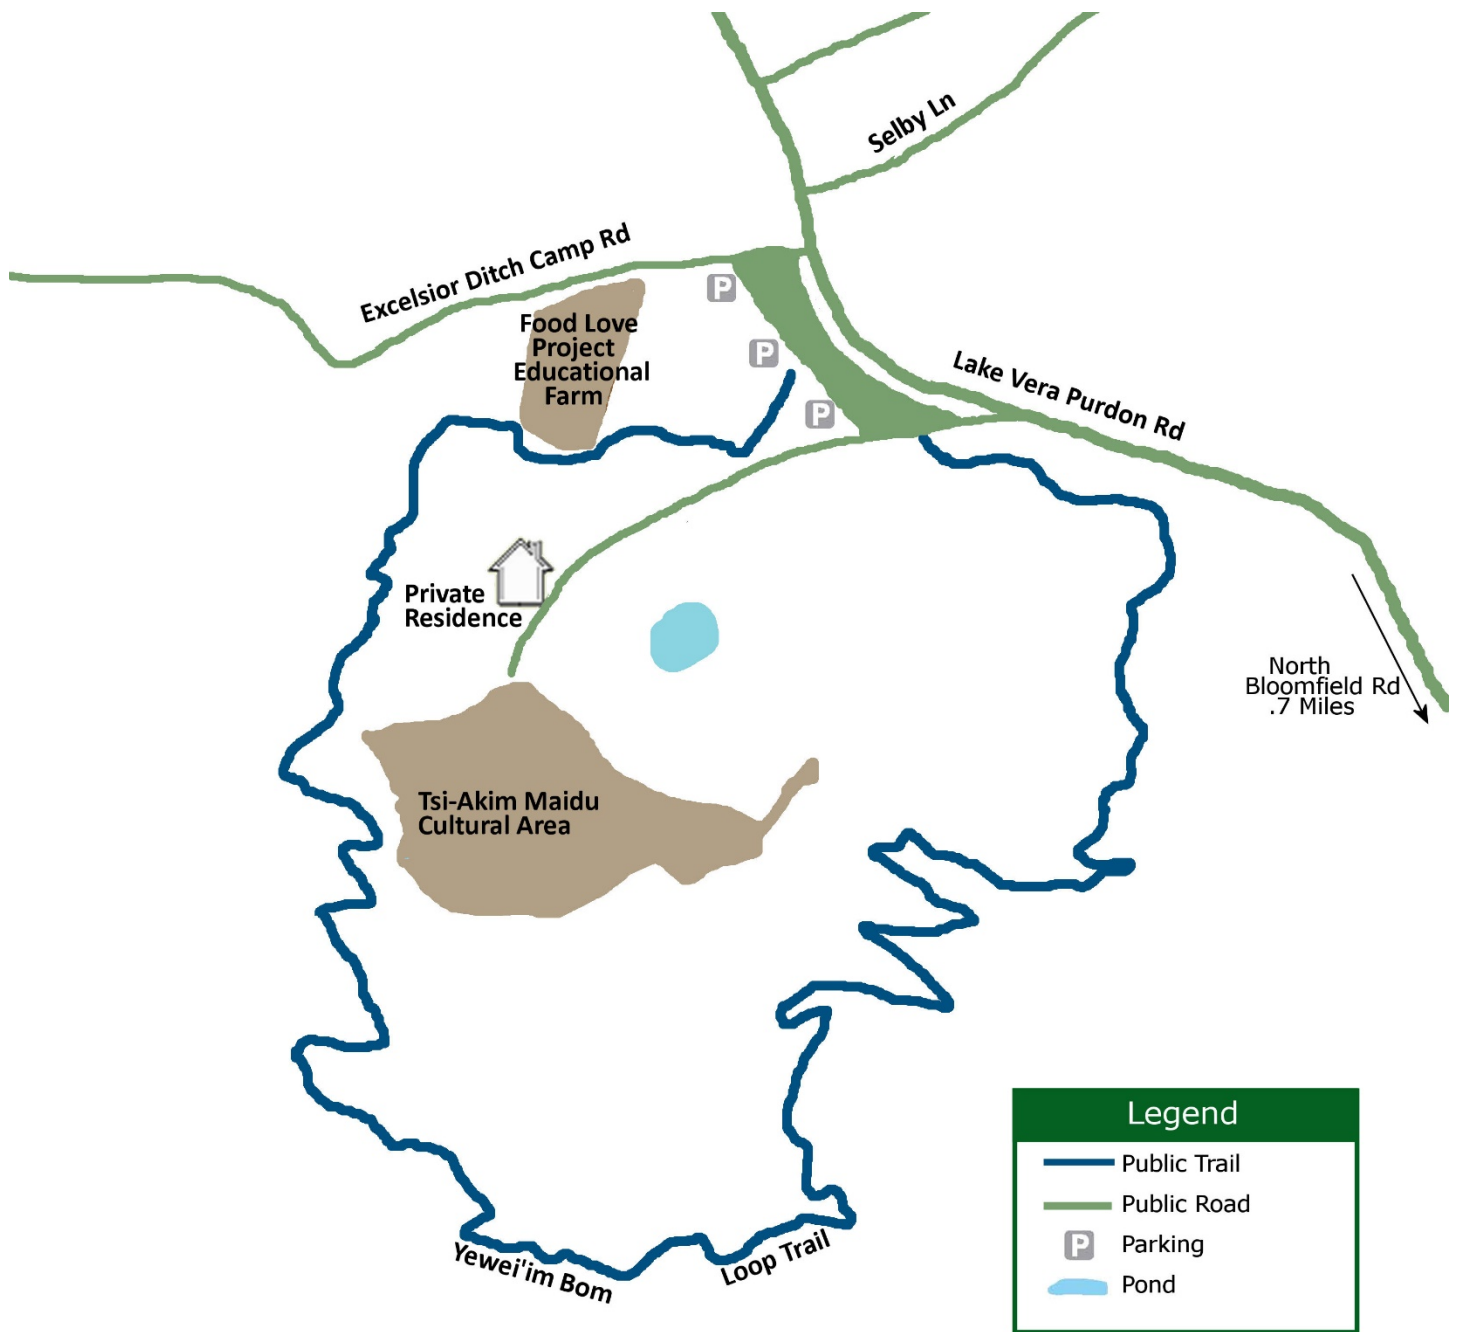 Selby Ln
Excelsior Ditch Camp Rd
P
Food Love
Project
Educational
Farm
P
P
Lake Vera Purdon Rd
Private
Residence
North
Bloomfield Rd
.7 Miles
Tsi-Akim Maidu
Cultural Area
Yewei'im Bom
Loop Trail
Legend
Public Trail
Public Road
P
Parking
Pond